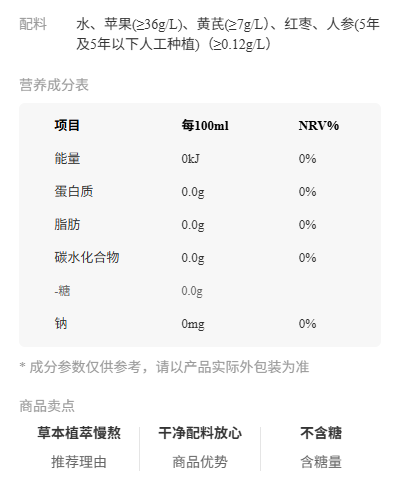 配料 水、苹果(≥36g/L)、黄芪(≥7g/L)、红枣、人参(5年
及5年以下人工种植)（≥0.12g/L）
营养成分表
项目 每100ml NRV%
能量 0kJ 0%
蛋白质 0.0g 0%
脂肪 0.0g 0%
碳水化合物 0.0g 0%
-糖 0.0g
钠 0mg 0%
* 成分参数仅供参考，请以产品实际外包装为准
商品卖点
草本植萃慢熬 干净配料放心 不含糖
推荐理由 商品优势 含糖量